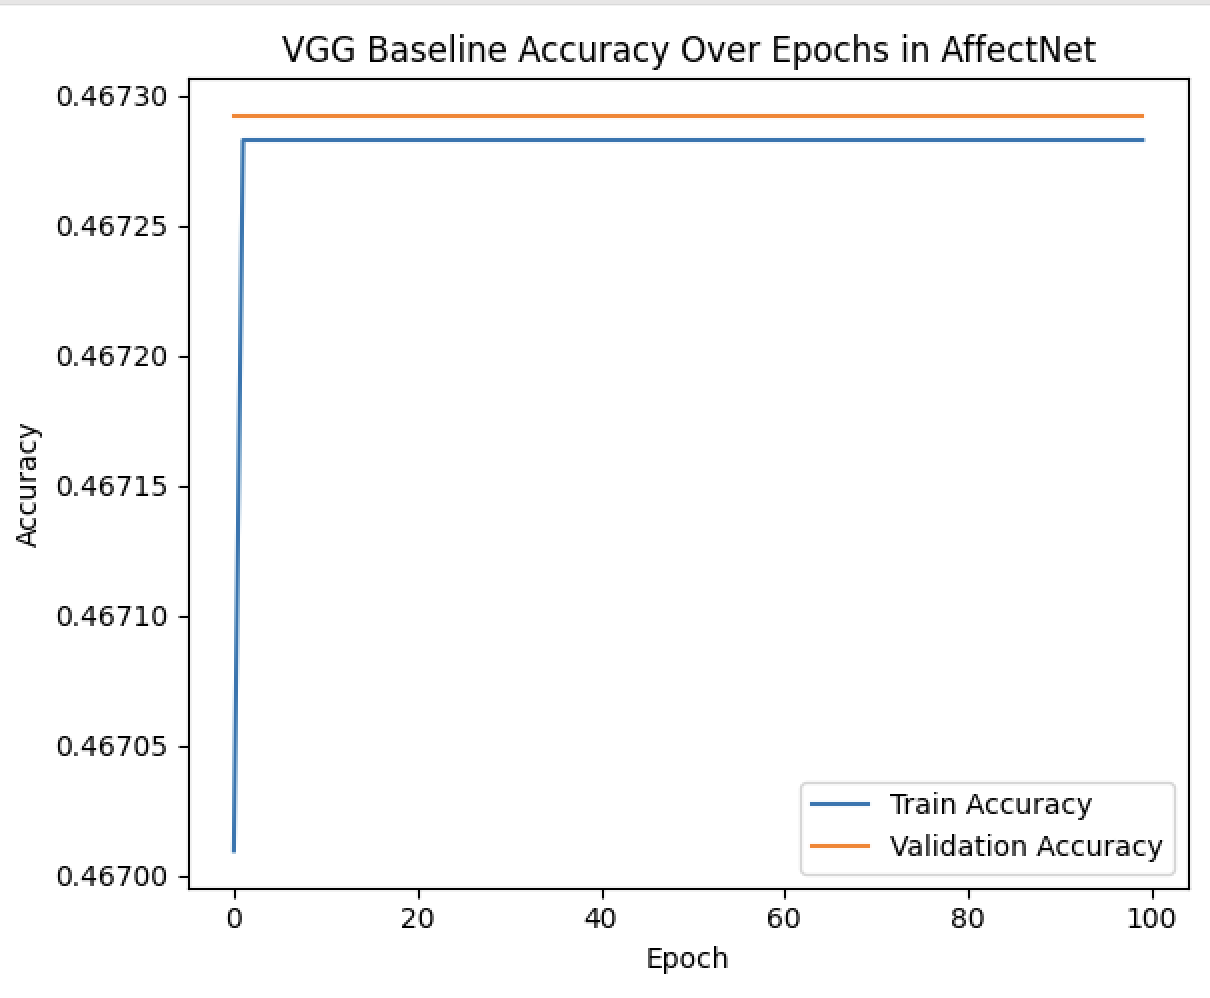 VGG Baseline Accuracy Over Epochs in AffectNet
0.46730
0.46725
0.46720
0.46715
0.46710
0.46705
0.46700
Accuracy
Train Accuracy
Validation Accuracy
0 20 40 60 80 100
Epoch